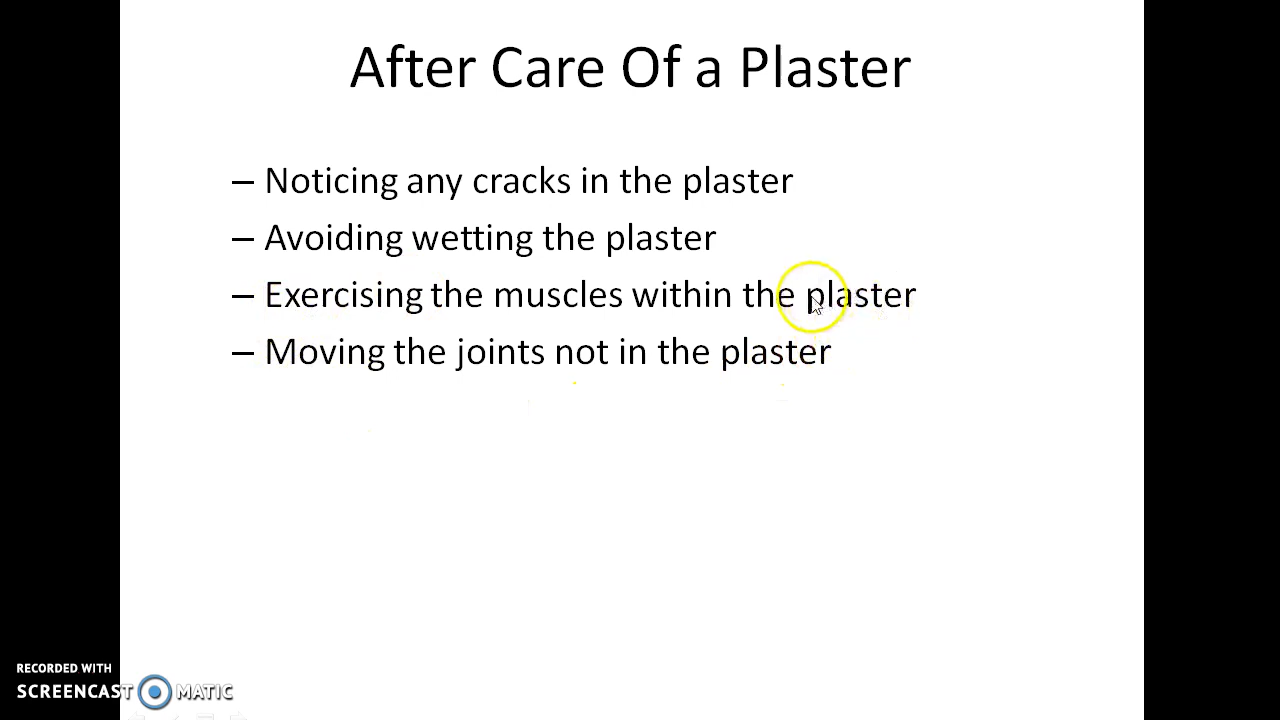 After Care Of a Plaster
– Noticing any cracks in the plaster
– Avoiding wetting the plaster
– Exercising the muscles within the plaster
– Moving the joints not in the plaster
RECORDED WITH
SCREENCAST MATIC